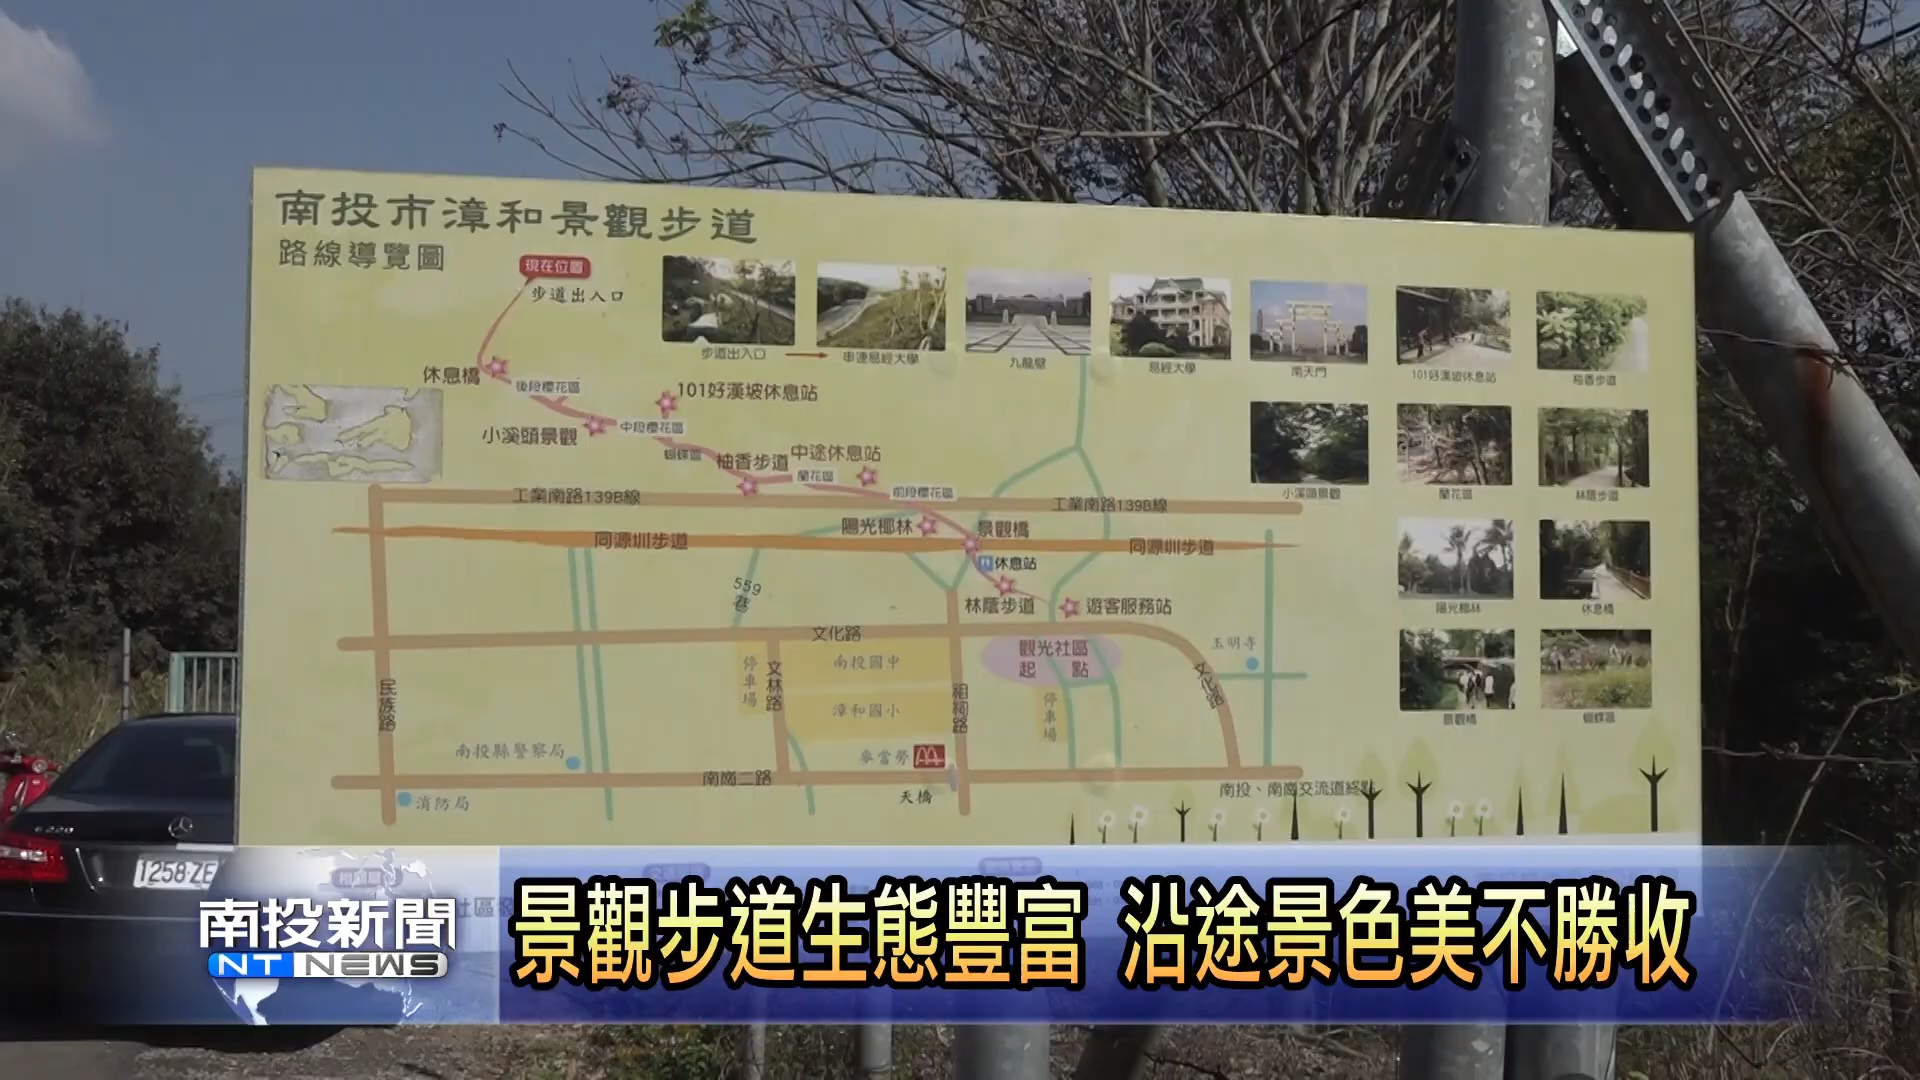 南投市漳和景觀步道
路線導覽圖
現在位置
步道出入口
步道出入口
串連易經大學
九龍壁
易經大學
南天門
101好漢坡休息站
柚香步道
休息橋
後段櫻花區
101好漢坡休息站
小溪頭景觀
中段櫻花區
蝴蝶區
柚香步道
中途休息站
蘭花區
前段櫻花區
小溪頭景觀
蘭花區
林蔭步道
工業南路139B線
工業南路139B線
陽光椰林
景觀橋
同源圳步道
同源圳步道
休息站
559
巷
林蔭步道
遊客服務站
陽光椰林
休息橋
文化路
觀光社區
起 點
玉明寺
停車場
文林路
南投國中
漳和國小
祖祠路
停車場
文化路
民族路
景觀橋
蝴蝶區
南投縣警察局
麥當勞
南崗二路
天橋
南投、南崗交流道終點
消防局
E 220
1258-ZE
社區
南投新聞
NT NEWS
景觀步道生態豐富 沿途景色美不勝收